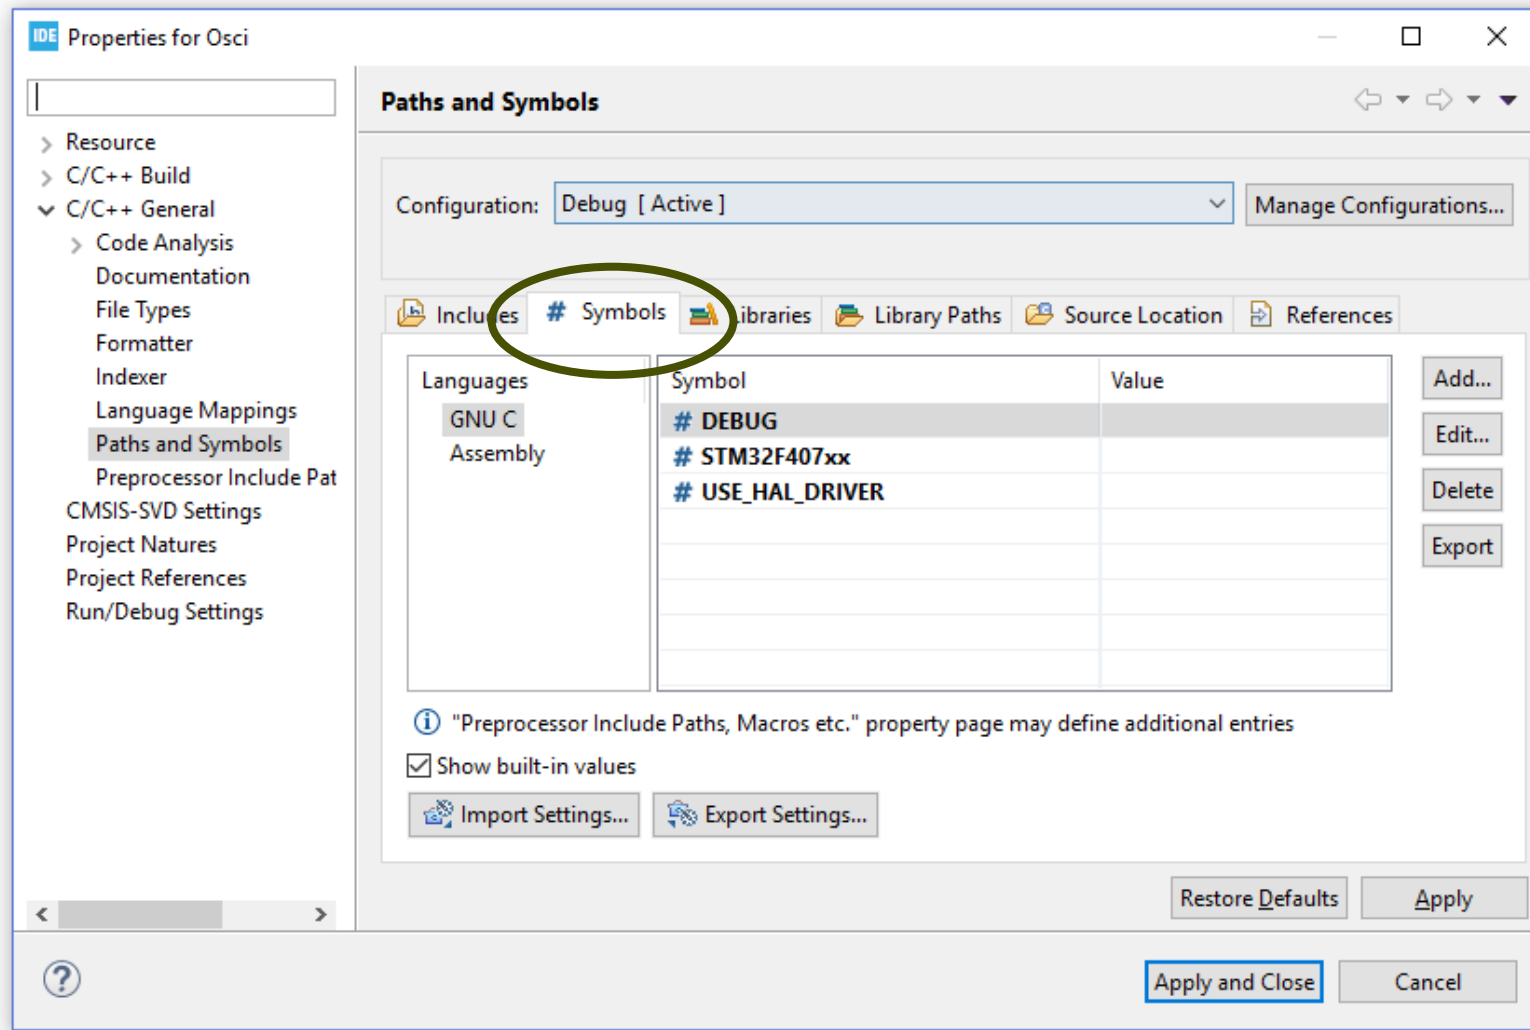 IDE Properties for Osci
Paths and Symbols
Resource
C/C++ Build
C/C++ General
Code Analysis
Documentation
File Types
Formatter
Indexer
Language Mappings
Paths and Symbols
Preprocessor Include Pat
CMSIS-SVD Settings
Project Natures
Project References
Run/Debug Settings
Configuration: Debug [ Active ] Manage Configurations...
Includes # Symbols Libraries Library Paths Source Location References
Languages
GNU C
Assembly
Symbol Value
# DEBUG
# STM32F407xx
# USE_HAL_DRIVER
Add...
Edit...
Delete
Export
"Preprocessor Include Paths, Macros etc." property page may define additional entries
Show built-in values
Import Settings... Export Settings...
Restore Defaults Apply
Apply and Close Cancel